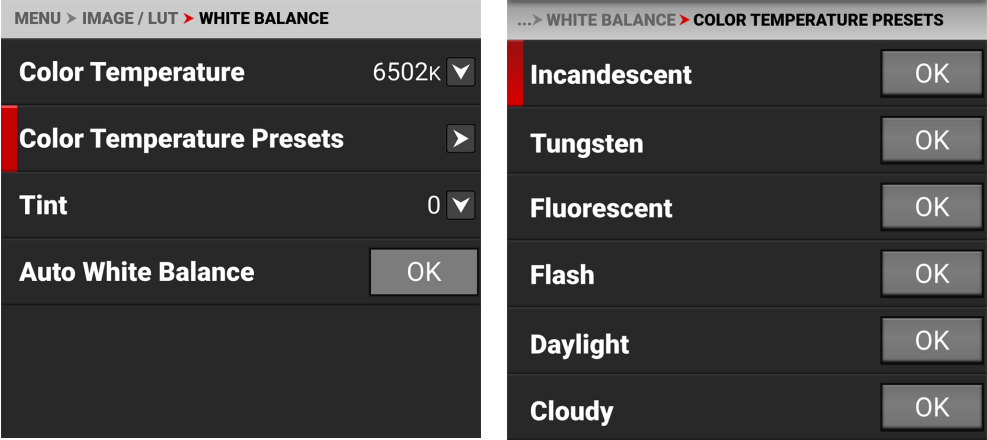 MENU > IMAGE / LUT > WHITE BALANCE
Color Temperature 6502K
Color Temperature Presets
Tint 0
Auto White Balance OK
...> WHITE BALANCE > COLOR TEMPERATURE PRESETS
Incandescent OK
Tungsten OK
Fluorescent OK
Flash OK
Daylight OK
Cloudy OK